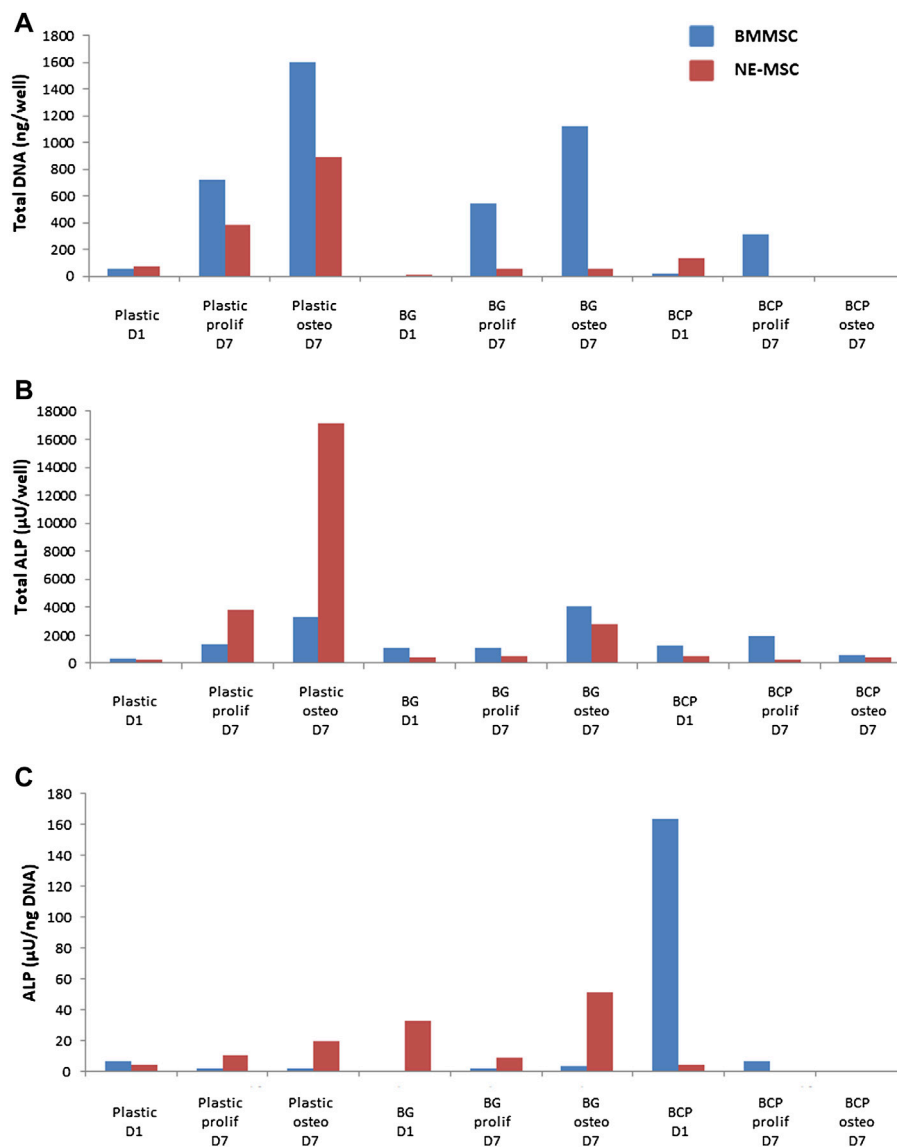 A
Total DNA (ng/well)
1800
1600
1400
1200
1000
800
600
400
200
0
BMMSC
NE-MSC
Plastic D1
Plastic prolif D7
Plastic osteo D7
BG D1
BG prolif D7
BG osteo D7
BCP D1
BCP prolif D7
BCP osteo D7
B
Total ALP (µU/well)
18000
16000
14000
12000
10000
8000
6000
4000
2000
0
Plastic D1
Plastic prolif D7
Plastic osteo D7
BG D1
BG prolif D7
BG osteo D7
BCP D1
BCP prolif D7
BCP osteo D7
C
ALP (µU/ng DNA)
180
160
140
120
100
80
60
40
20
0
Plastic D1
Plastic prolif D7
Plastic osteo D7
BG D1
BG prolif D7
BG osteo D7
BCP D1
BCP prolif D7
BCP osteo D7